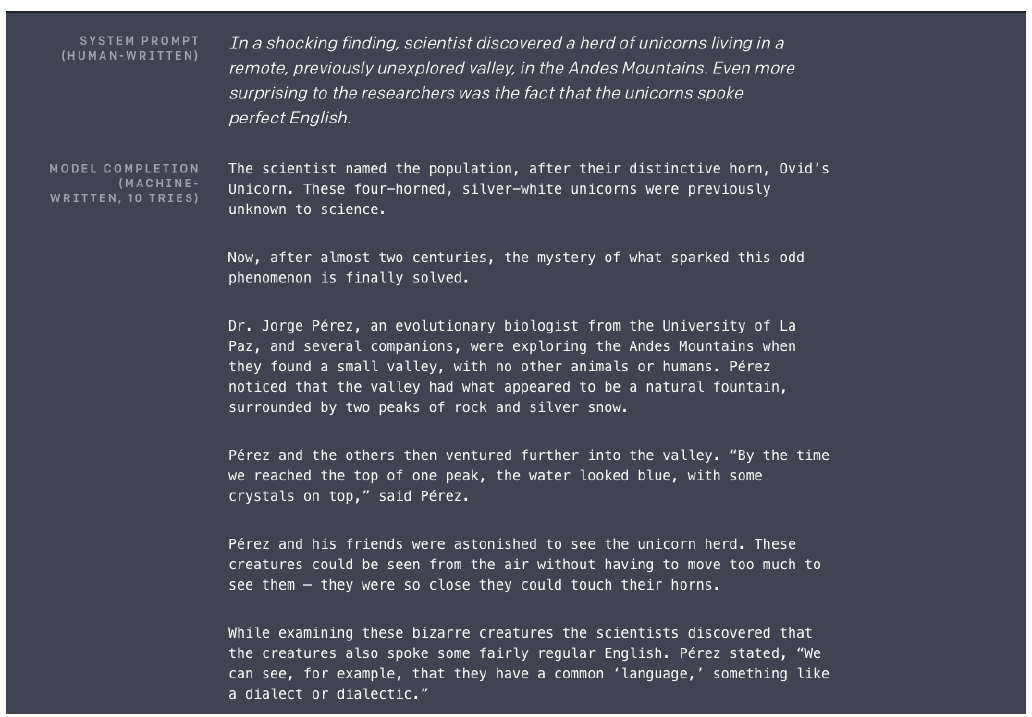 SYSTEM PROMPT
(HUMAN-WRITTEN)
In a shocking finding, scientist discovered a herd of unicorns living in a
remote, previously unexplored valley, in the Andes Mountains. Even more
surprising to the researchers was the fact that the unicorns spoke
perfect English.
MODEL COMPLETION
(MACHINE-
WRITTEN, 10 TRIES)
The scientist named the population, after their distinctive horn, Ovid’s
Unicorn. These four-horned, silver-white unicorns were previously
unknown to science.
Now, after almost two centuries, the mystery of what sparked this odd
phenomenon is finally solved.
Dr. Jorge Pérez, an evolutionary biologist from the University of La
Paz, and several companions, were exploring the Andes Mountains when
they found a small valley, with no other animals or humans. Pérez
noticed that the valley had what appeared to be a natural fountain,
surrounded by two peaks of rock and silver snow.
Pérez and the others then ventured further into the valley. “By the time
we reached the top of one peak, the water looked blue, with some
crystals on top,” said Pérez.
Pérez and his friends were astonished to see the unicorn herd. These
creatures could be seen from the air without having to move too much to
see them – they were so close they could touch their horns.
While examining these bizarre creatures the scientists discovered that
the creatures also spoke some fairly regular English. Pérez stated, “We
can see, for example, that they have a common ‘language,’ something like
a dialect or dialectic.”